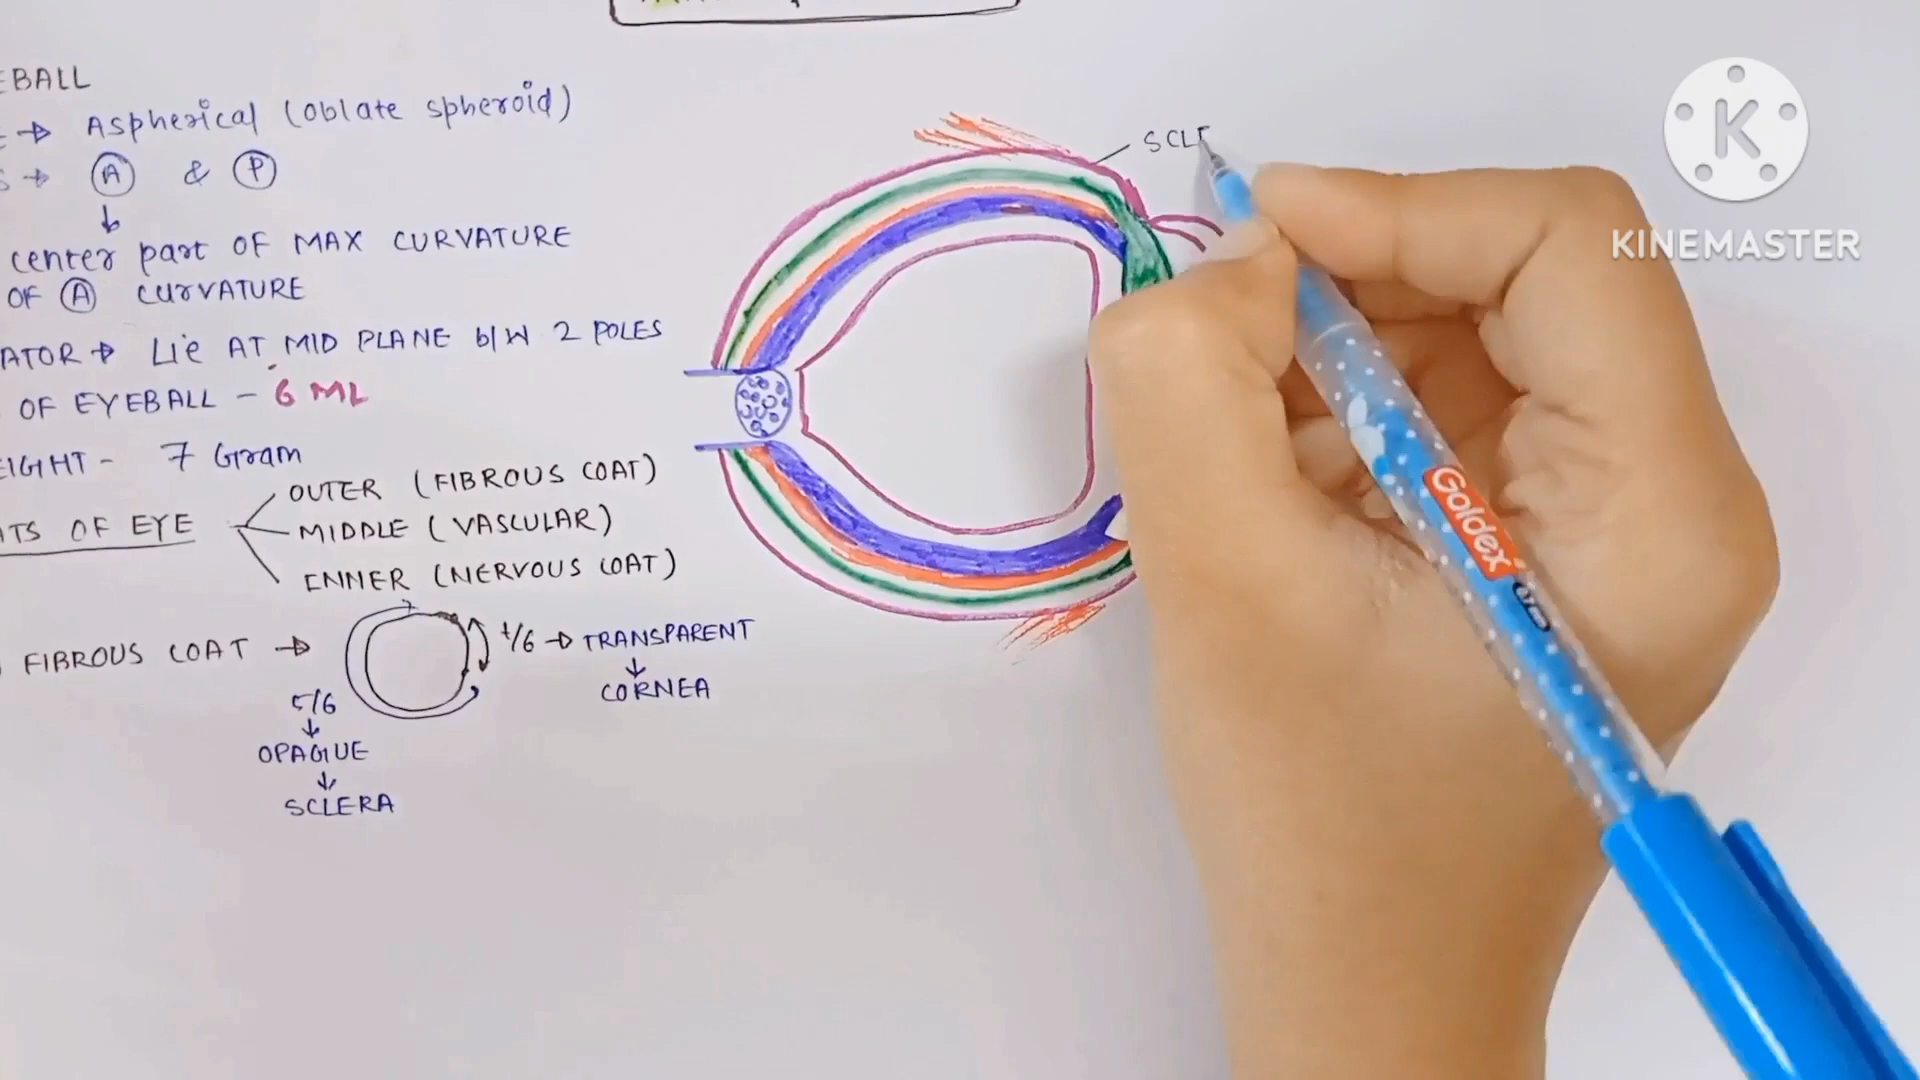 EBALL
→ Aspherical (oblate spheroid)
S → A & P
↓
center part OF MAX CURVATURE
OF A CURVATURE
ATOR → Lie AT MID PLANE b/w 2 POLES
OF EYEBALL - 6 ML
EIGHT - 7 Gram
ATS OF EYE
OUTER (FIBROUS COAT)
MIDDLE (VASCULAR)
ENNER (NERVOUS COAT)
FIBROUS COAT →
1/6 → TRANSPARENT
↓
CORNEA
5/6
↓
OPAGUE
↓
SCLERA
SCLE
Goldex
K
KINEMASTER